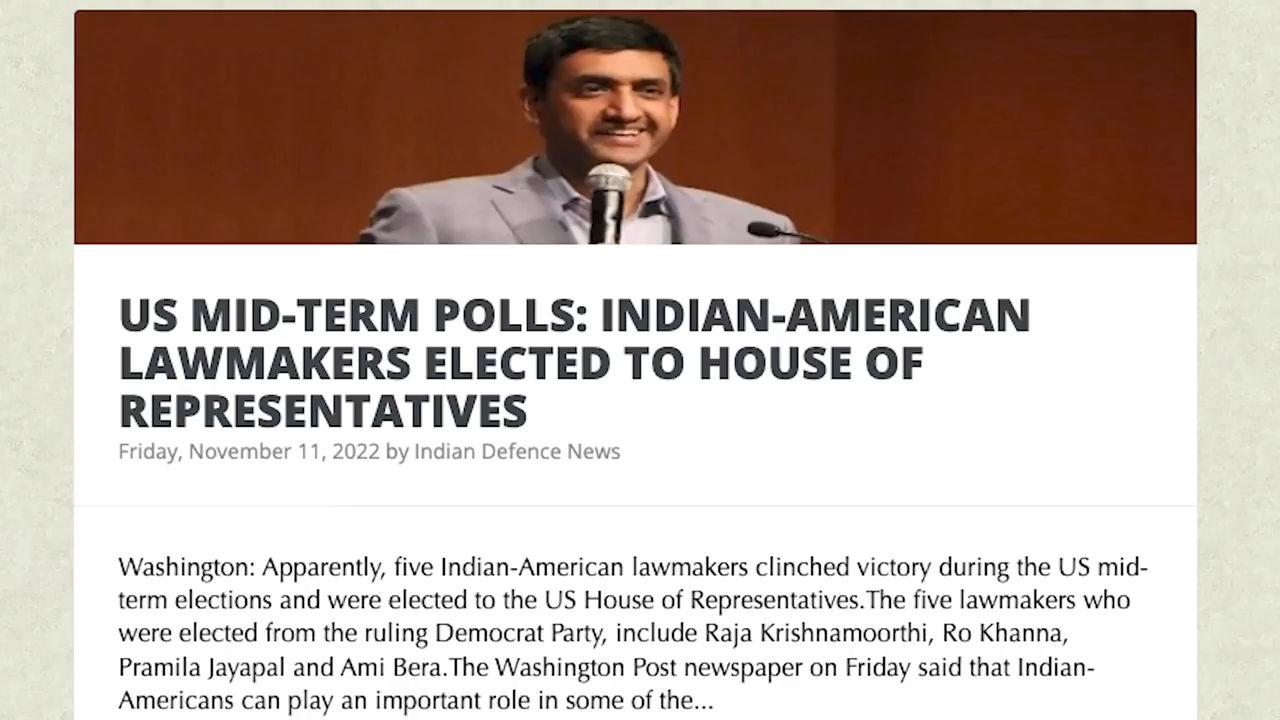 US MID-TERM POLLS: INDIAN-AMERICAN
LAWMAKERS ELECTED TO HOUSE OF
REPRESENTATIVES
Friday, November 11, 2022 by Indian Defence News
Washington: Apparently, five Indian-American lawmakers clinched victory during the US mid-
term elections and were elected to the US House of Representatives.The five lawmakers who
were elected from the ruling Democrat Party, include Raja Krishnamoorthi, Ro Khanna,
Pramila Jayapal and Ami Bera.The Washington Post newspaper on Friday said that Indian-
Americans can play an important role in some of the...